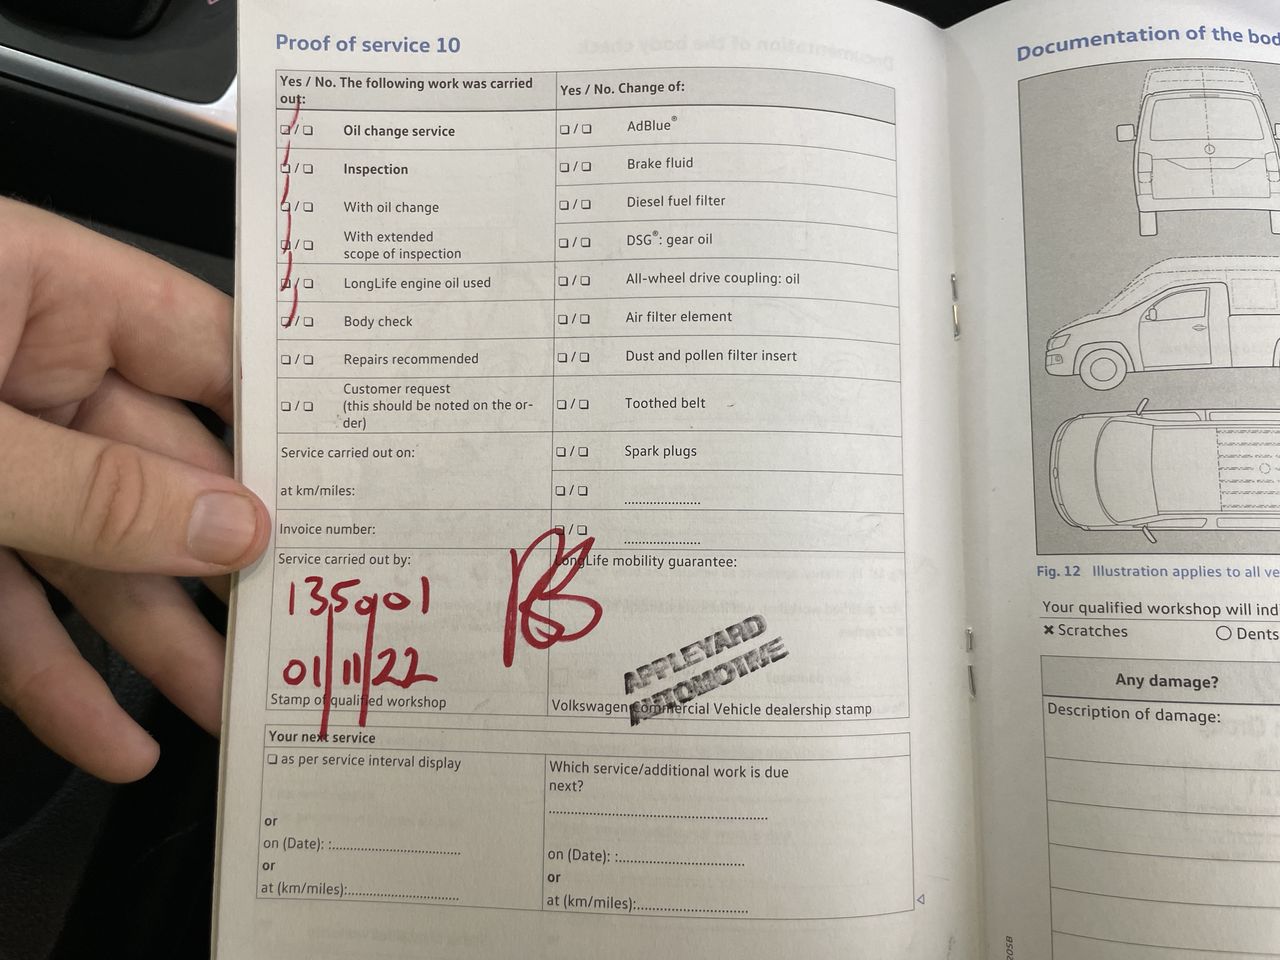 Proof of service 10
Yes / No. The following work was carried
out:
❑ / ❑ Oil change service
❑ / ❑ Inspection
❑ / ❑ With oil change
❑ / ❑ With extended
scope of inspection
❑ / ❑ LongLife engine oil used
❑ / ❑ Body check
❑ / ❑ Repairs recommended
❑ / ❑ Customer request
(this should be noted on the or-
der)
Service carried out on:
at km/miles:
Invoice number:
Service carried out by:
135901
01/11/22
Stamp of qualified workshop
Yes / No. Change of:
❑ / ❑ AdBlue®
❑ / ❑ Brake fluid
❑ / ❑ Diesel fuel filter
❑ / ❑ DSG®: gear oil
❑ / ❑ All-wheel drive coupling: oil
❑ / ❑ Air filter element
❑ / ❑ Dust and pollen filter insert
❑ / ❑ Toothed belt
❑ / ❑ Spark plugs
❑ / ❑ ....................
❑ / ❑ ....................
LongLife mobility guarantee:
APPLEYARD
AUTOMOTIVE
Volkswagen Commercial Vehicle dealership stamp
Your next service
❑ as per service interval display
or
on (Date): :..................................
or
at (km/miles):.............................
Which service/additional work is due
next?
..........................................................
on (Date): :.................................
or
at (km/miles):.............................
Documentation of the bod
Fig. 12 Illustration applies to all ve
Your qualified workshop will ind
✖ Scratches ○ Dents
Any damage?
Description of damage:
205B